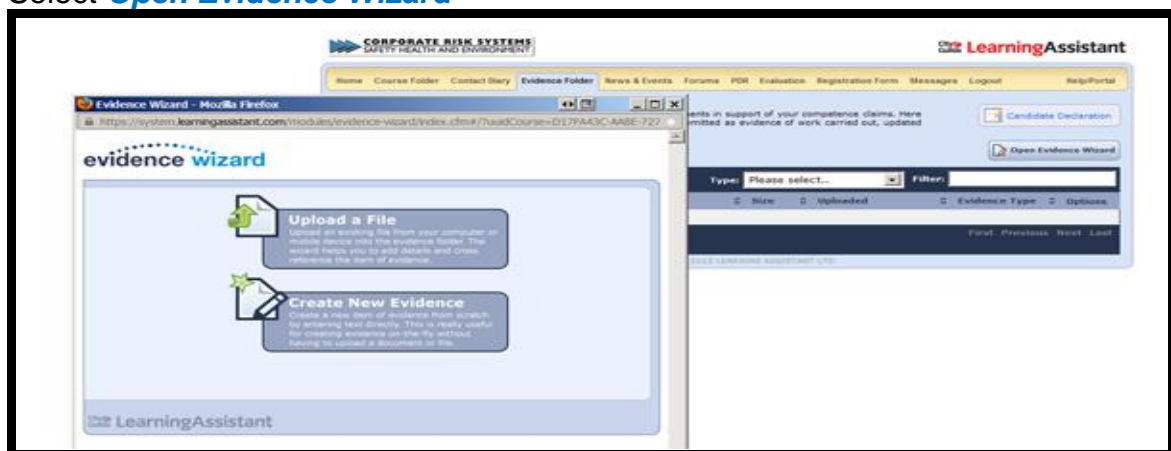 Select Open Evidence Wizard
CORPORATE RISK SYSTEMS
SAFETY HEALTH AND ENVIRONMENT
LearningAssistant
Home Course Folder Contact Diary Evidence Folder News & Events Forums PDR Evaluation Registration Form Messages Logout Help/Portal
Evidence Wizard - Mozilla Firefox
https://system.learningassistant.com/modules/evidence-wizard/index.cfm#/?aaudCourse=D17FA43C-AABE-727
ents in support of your competence claims. Here
mitted as evidence of work carried out, updated
Candidate Declaration
Open Evidence Wizard
evidence wizard
Type: Please select... Filter:
Size Uploaded Evidence Type Options
First Previous Next Last
LEARNING ASSISTANT LTD
Upload a File
Upload an existing file from your computer or
mobile device into the evidence folder. The
wizard helps you to add details and cross
reference the item of evidence.
Create New Evidence
Create a new item of evidence from scratch
by entering text directly. This is really useful
for creating evidence on-the-fly without
having to upload a document or file.
LearningAssistant